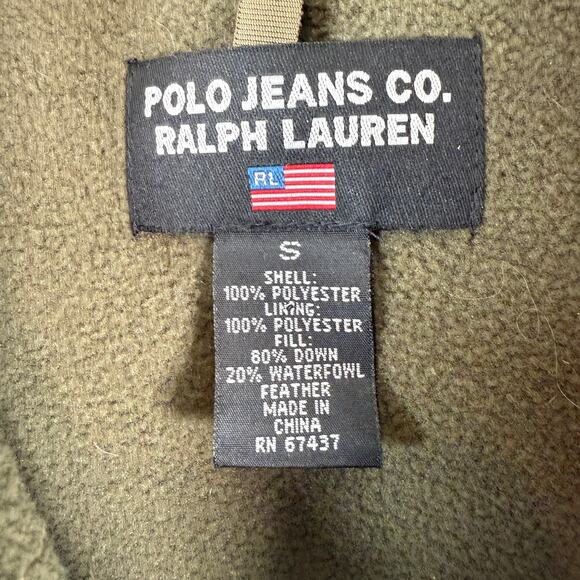 POLO JEANS CO.
RALPH LAUREN
RL
S
SHELL:
100% POLYESTER
LINING:
100% POLYESTER
FILL:
80% DOWN
20% WATERFOWL
FEATHER
MADE IN
CHINA
RN 67437